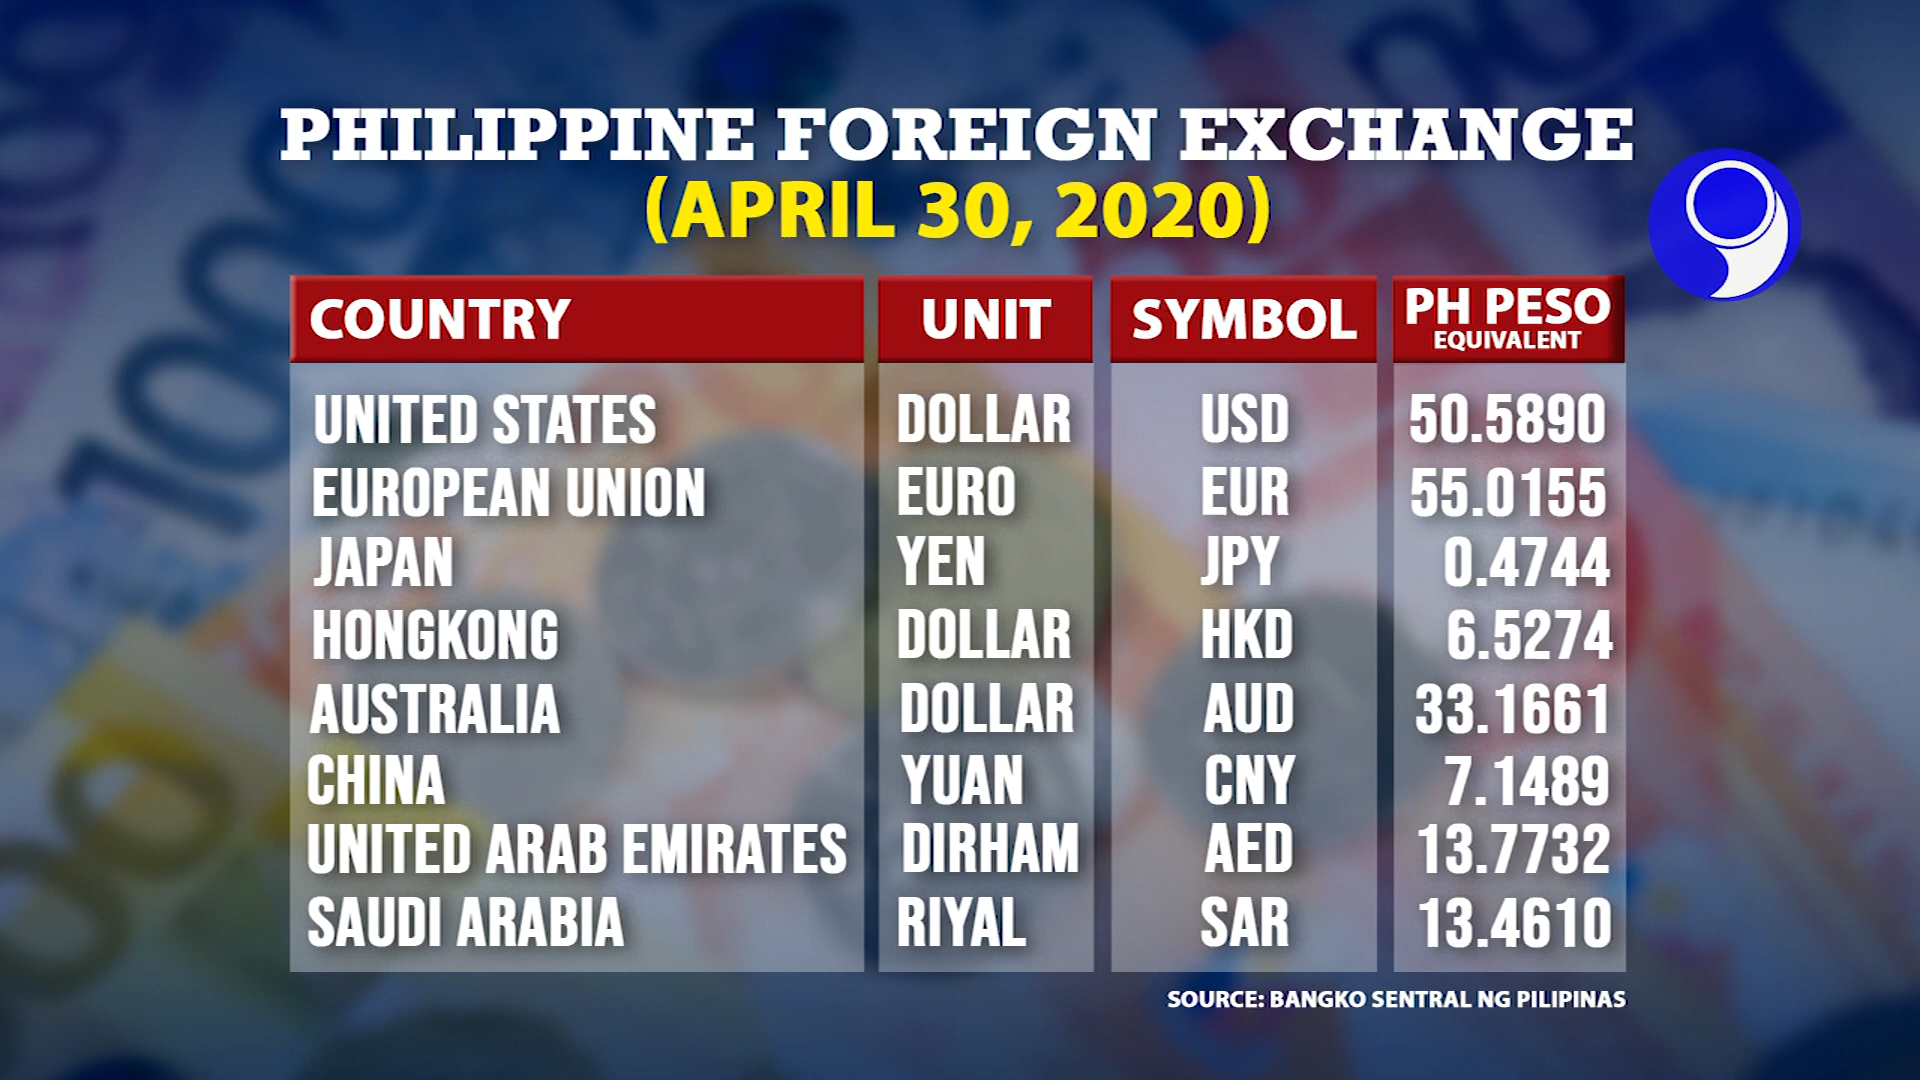 PHILIPPINE FOREIGN EXCHANGE
(APRIL 30, 2020)
COUNTRY UNIT SYMBOL PH PESO EQUIVALENT
UNITED STATES DOLLAR USD 50.5890
EUROPEAN UNION EURO EUR 55.0155
JAPAN YEN JPY 0.4744
HONGKONG DOLLAR HKD 6.5274
AUSTRALIA DOLLAR AUD 33.1661
CHINA YUAN CNY 7.1489
UNITED ARAB EMIRATES DIRHAM AED 13.7732
SAUDI ARABIA RIYAL SAR 13.4610
SOURCE: BANGKO SENTRAL NG PILIPINAS